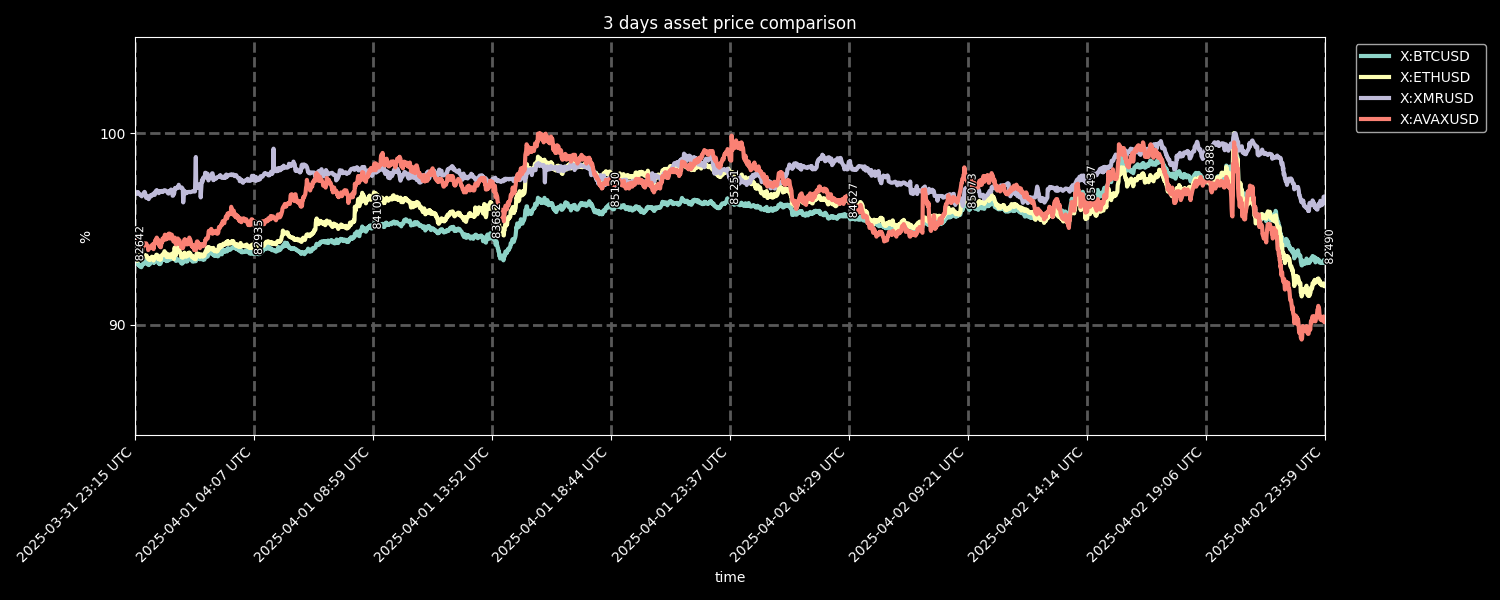 3 days asset price comparison
X:BTCUSD
X:ETHUSD
X:XMRUSD
X:AVAXUSD
100
90
%
82642
82935
84109
83682
85130
85251
84627
85073
85437
86388
82490
2025-03-31 23:15 UTC
2025-04-01 04:07 UTC
2025-04-01 08:59 UTC
2025-04-01 13:52 UTC
2025-04-01 18:44 UTC
2025-04-01 23:37 UTC
2025-04-02 04:29 UTC
2025-04-02 09:21 UTC
2025-04-02 14:14 UTC
2025-04-02 19:06 UTC
2025-04-02 23:59 UTC
time